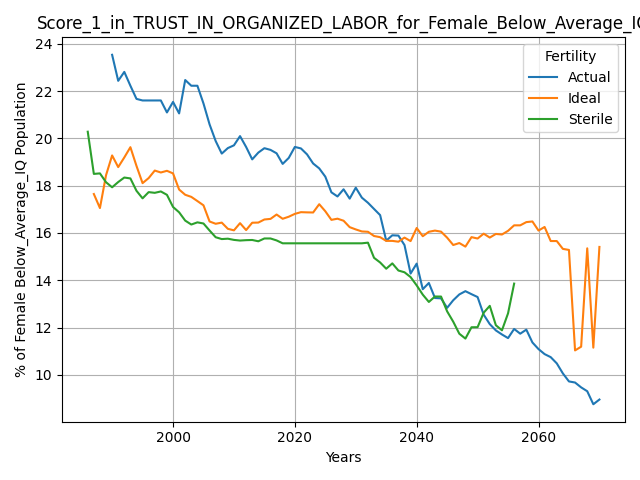 Score_1_in_TRUST_IN_ORGANIZED_LABOR_for_Female_Below_Average_IQ
24
22
20
18
16
14
12
10
% of Female Below_Average_IQ Population
Fertility
Actual
Ideal
Sterile
2000
2020
2040
2060
Years